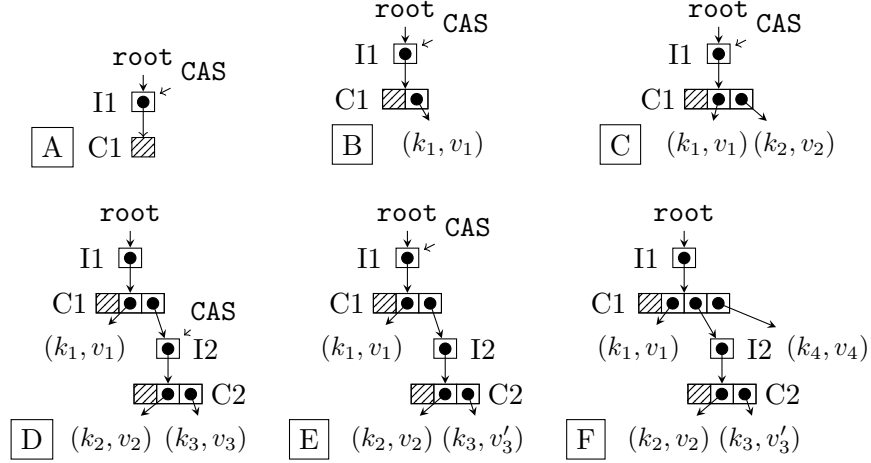 root
CAS
I1
C1
A
root
CAS
I1
C1
(k₁, v₁)
B
root
CAS
I1
C1
(k₁, v₁) (k₂, v₂)
C
root
I1
C1
CAS
(k₁, v₁)
I2
C2
D
(k₂, v₂) (k₃, v₃)
root
CAS
I1
C1
(k₁, v₁)
I2
C2
E
(k₂, v₂) (k₃, v₃′)
root
I1
C1
(k₁, v₁)
I2
(k₄, v₄)
C2
F
(k₂, v₂) (k₃, v₃′)